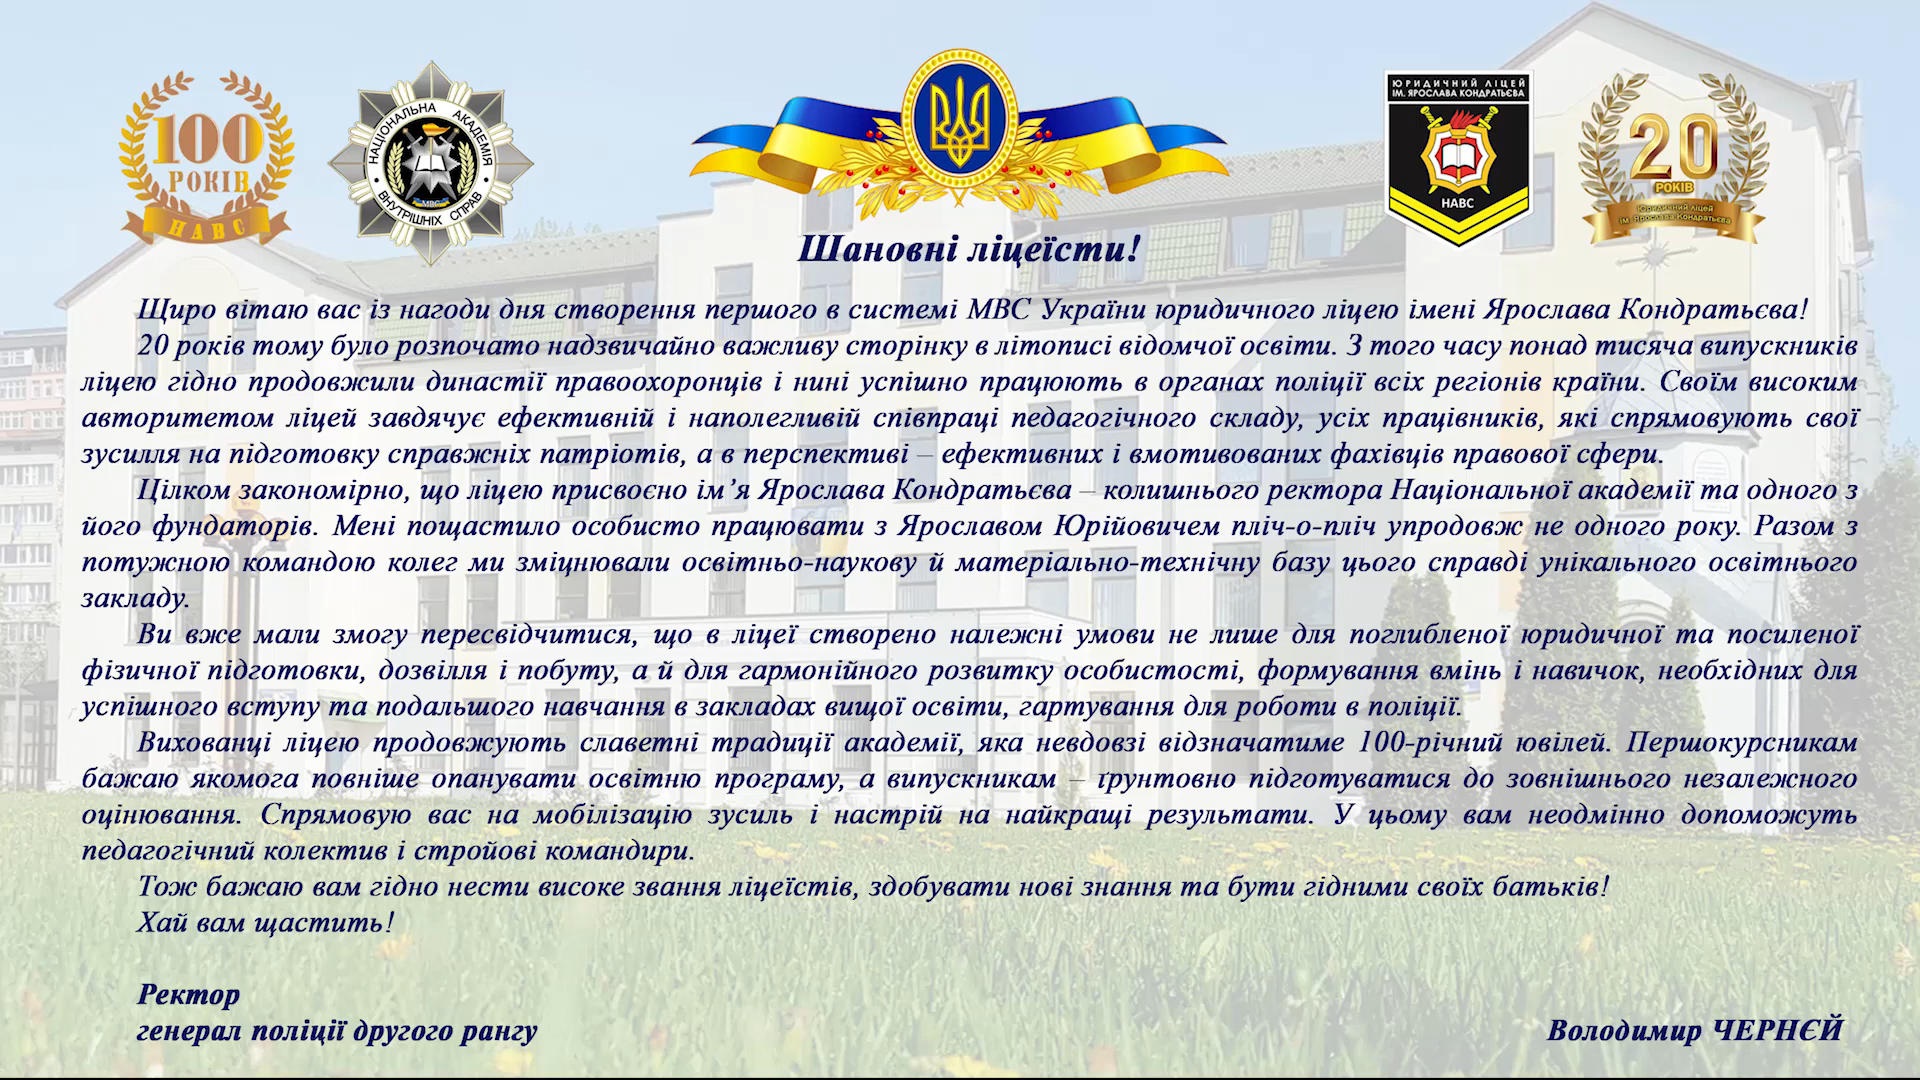 100
РОКІВ
НАВС
НАЦІОНАЛЬНА АКАДЕМІЯ
ВНУТРІШНІХ СПРАВ
МВС
ЮРИДИЧНИЙ ЛІЦЕЙ
ІМ. ЯРОСЛАВА КОНДРАТЬЄВА
НАВС
20
РОКІВ
Юридичний ліцей
ім. Ярослава Кондратьєва
Шановні ліцеїсти!
Щиро вітаю вас із нагоди дня створення першого в системі МВС України юридичного ліцею імені Ярослава Кондратьєва!
20 років тому було розпочато надзвичайно важливу сторінку в літописі відомчої освіти. З того часу понад тисяча випускників
ліцею гідно продовжили династії правоохоронців і нині успішно працюють в органах поліції всіх регіонів країни. Своїм високим
авторитетом ліцей завдячує ефективній і наполегливій співпраці педагогічного складу, усіх працівників, які спрямовують свої
зусилля на підготовку справжніх патріотів, а в перспективі – ефективних і вмотивованих фахівців правової сфери.
Цілком закономірно, що ліцею присвоєно ім’я Ярослава Кондратьєва – колишнього ректора Національної академії та одного з
його фундаторів. Мені пощастило особисто працювати з Ярославом Юрійовичем пліч-о-пліч упродовж не одного року. Разом з
потужною командою колег ми зміцнювали освітньо-наукову й матеріально-технічну базу цього справді унікального освітнього
закладу.
Ви вже мали змогу пересвідчитися, що в ліцеї створено належні умови не лише для поглибленої юридичної та посиленої
фізичної підготовки, дозвілля і побуту, а й для гармонійного розвитку особистості, формування вмінь і навичок, необхідних для
успішного вступу та подальшого навчання в закладах вищої освіти, гартування для роботи в поліції.
Вихованці ліцею продовжують славетні традиції академії, яка невдовзі відзначатиме 100-річний ювілей. Першокурсникам
бажаю якомога повніше опанувати освітню програму, а випускникам – ґрунтовно підготуватися до зовнішнього незалежного
оцінювання. Спрямовую вас на мобілізацію зусиль і настрій на найкращі результати. У цьому вам неодмінно допоможуть
педагогічний колектив і стройові командири.
Тож бажаю вам гідно нести високе звання ліцеїстів, здобувати нові знання та бути гідними своїх батьків!
Хай вам щастить!
Ректор
генерал поліції другого рангу Володимир ЧЕРНЄЙ